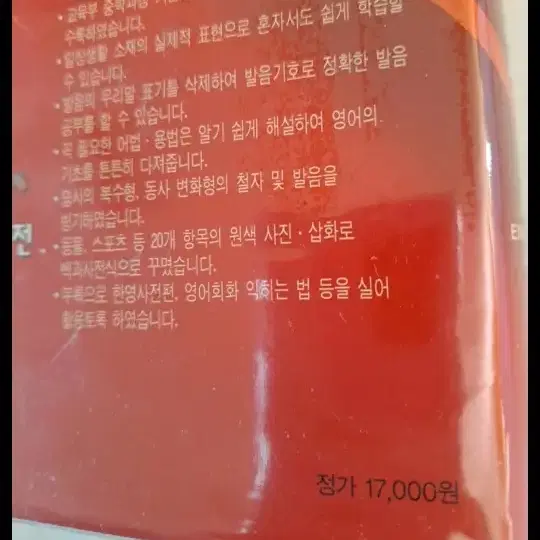 · 교육부 중학과정
수록하였습니다.
· 일상생활 소재의 실제적 표현으로 혼자서도 쉽게 학습할
수 있습니다.
· 발음의 우리말 표기를 삭제하여 발음기호로 정확한 발음
공부를 할 수 있습니다.
· 꼭 필요한 어법 · 용법은 알기 쉽게 해설하여 영어의
기초를 튼튼히 다져줍니다.
· 명사의 복수형, 동사 변화형의 철자 및 발음을
병기하였습니다.
전
· 동물, 스포츠 등 20개 항목의 원색 사진 · 삽화로
백과사전식으로 꾸몄습니다.
· 부록으로 한영사전편, 영어회화 익히는 법 등을 실어
활용토록 하였습니다.
정가 17,000원